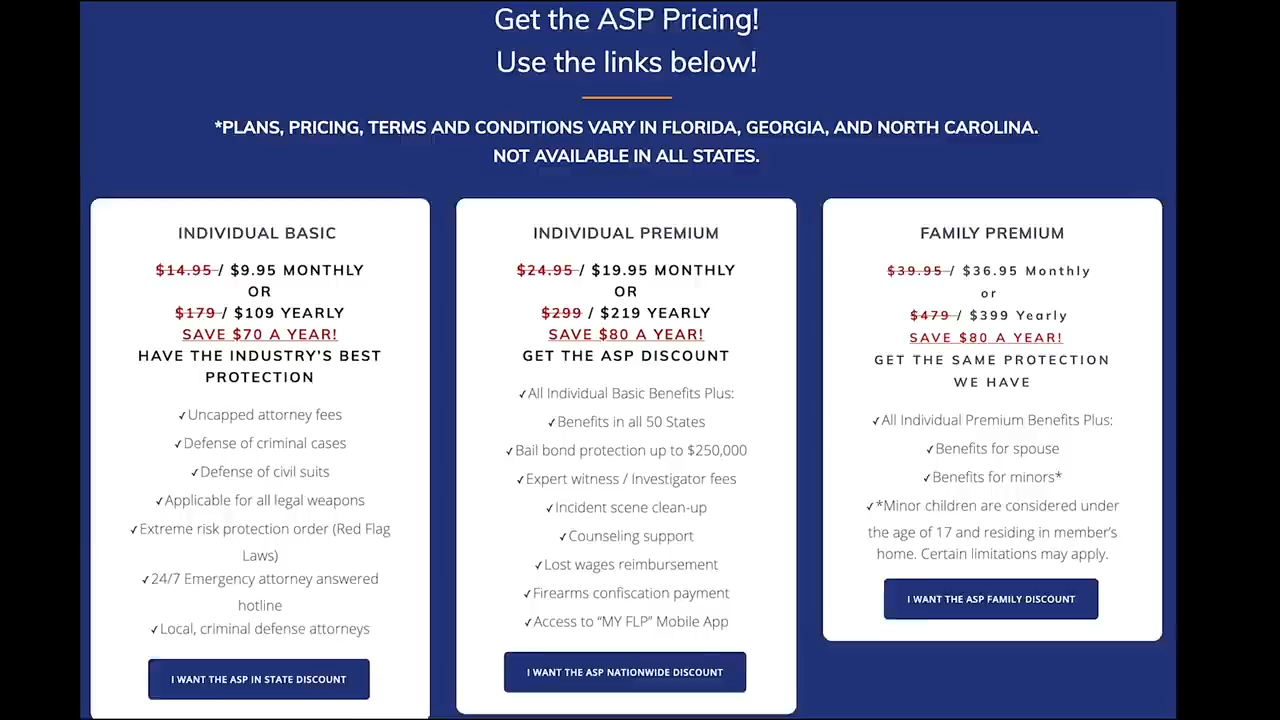 Get the ASP Pricing!
Use the links below!
*PLANS, PRICING, TERMS AND CONDITIONS VARY IN FLORIDA, GEORGIA, AND NORTH CAROLINA.
NOT AVAILABLE IN ALL STATES.
INDIVIDUAL BASIC
$14.95 / $9.95 MONTHLY
OR
$179 / $109 YEARLY
SAVE $70 A YEAR!
HAVE THE INDUSTRY'S BEST
PROTECTION
✓Uncapped attorney fees
✓Defense of criminal cases
✓Defense of civil suits
✓Applicable for all legal weapons
✓Extreme risk protection order (Red Flag
Laws)
✓24/7 Emergency attorney answered
hotline
✓Local, criminal defense attorneys
I WANT THE ASP IN STATE DISCOUNT
INDIVIDUAL PREMIUM
$24.95 / $19.95 MONTHLY
OR
$299 / $219 YEARLY
SAVE $80 A YEAR!
GET THE ASP DISCOUNT
✓All Individual Basic Benefits Plus:
✓Benefits in all 50 States
✓Bail bond protection up to $250,000
✓Expert witness / Investigator fees
✓Incident scene clean-up
✓Counseling support
✓Lost wages reimbursement
✓Firearms confiscation payment
✓Access to “MY FLP” Mobile App
I WANT THE ASP NATIONWIDE DISCOUNT
FAMILY PREMIUM
$39.95 / $36.95 Monthly
or
$479 / $399 Yearly
SAVE $80 A YEAR!
GET THE SAME PROTECTION
WE HAVE
✓All Individual Premium Benefits Plus:
✓Benefits for spouse
✓Benefits for minors*
✓*Minor children are considered under
the age of 17 and residing in member's
home. Certain limitations may apply.
I WANT THE ASP FAMILY DISCOUNT